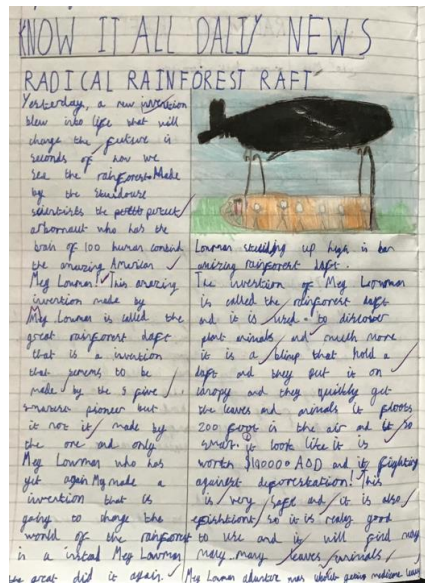 KNOW IT ALL DALIY NEWS
RADICAL RAINFOREST RAFT
Yesterday, a new invention
blew into life that will
change the future in
seconds of how we
see the rainforest. Made
by the
scientists the
arbornaut who has the
brain of 100 human
the amazing American
Meg Lowman! This amazing
invention made by
Meg Lowman is called the
great rainforest raft
that is a invention
that seems to be
made by the 5 five
pioneer but
it not it made by
the one and only
Meg Lowman who has
yet again made a
invention that is
going to change the
world of the rainforest
is a Meg Lowman
the great did it again.
Lowman up high in her
amizing rainforest raft.
The invention of Meg Lowman
is called the rainforest raft
and it is used to discover
plant animals and much more
it is a blimp that hold a
raft and they put it on
canopy and they quickly get
the leaves and animals it floots
200 foot in the air and it so
smart it look like it is
worth $190000 AOD and it fighting
against deforestation! This
is very safe and it is also
so it is realy good
to use and it will find many
many many leaves animals
Meg Lowman medicine